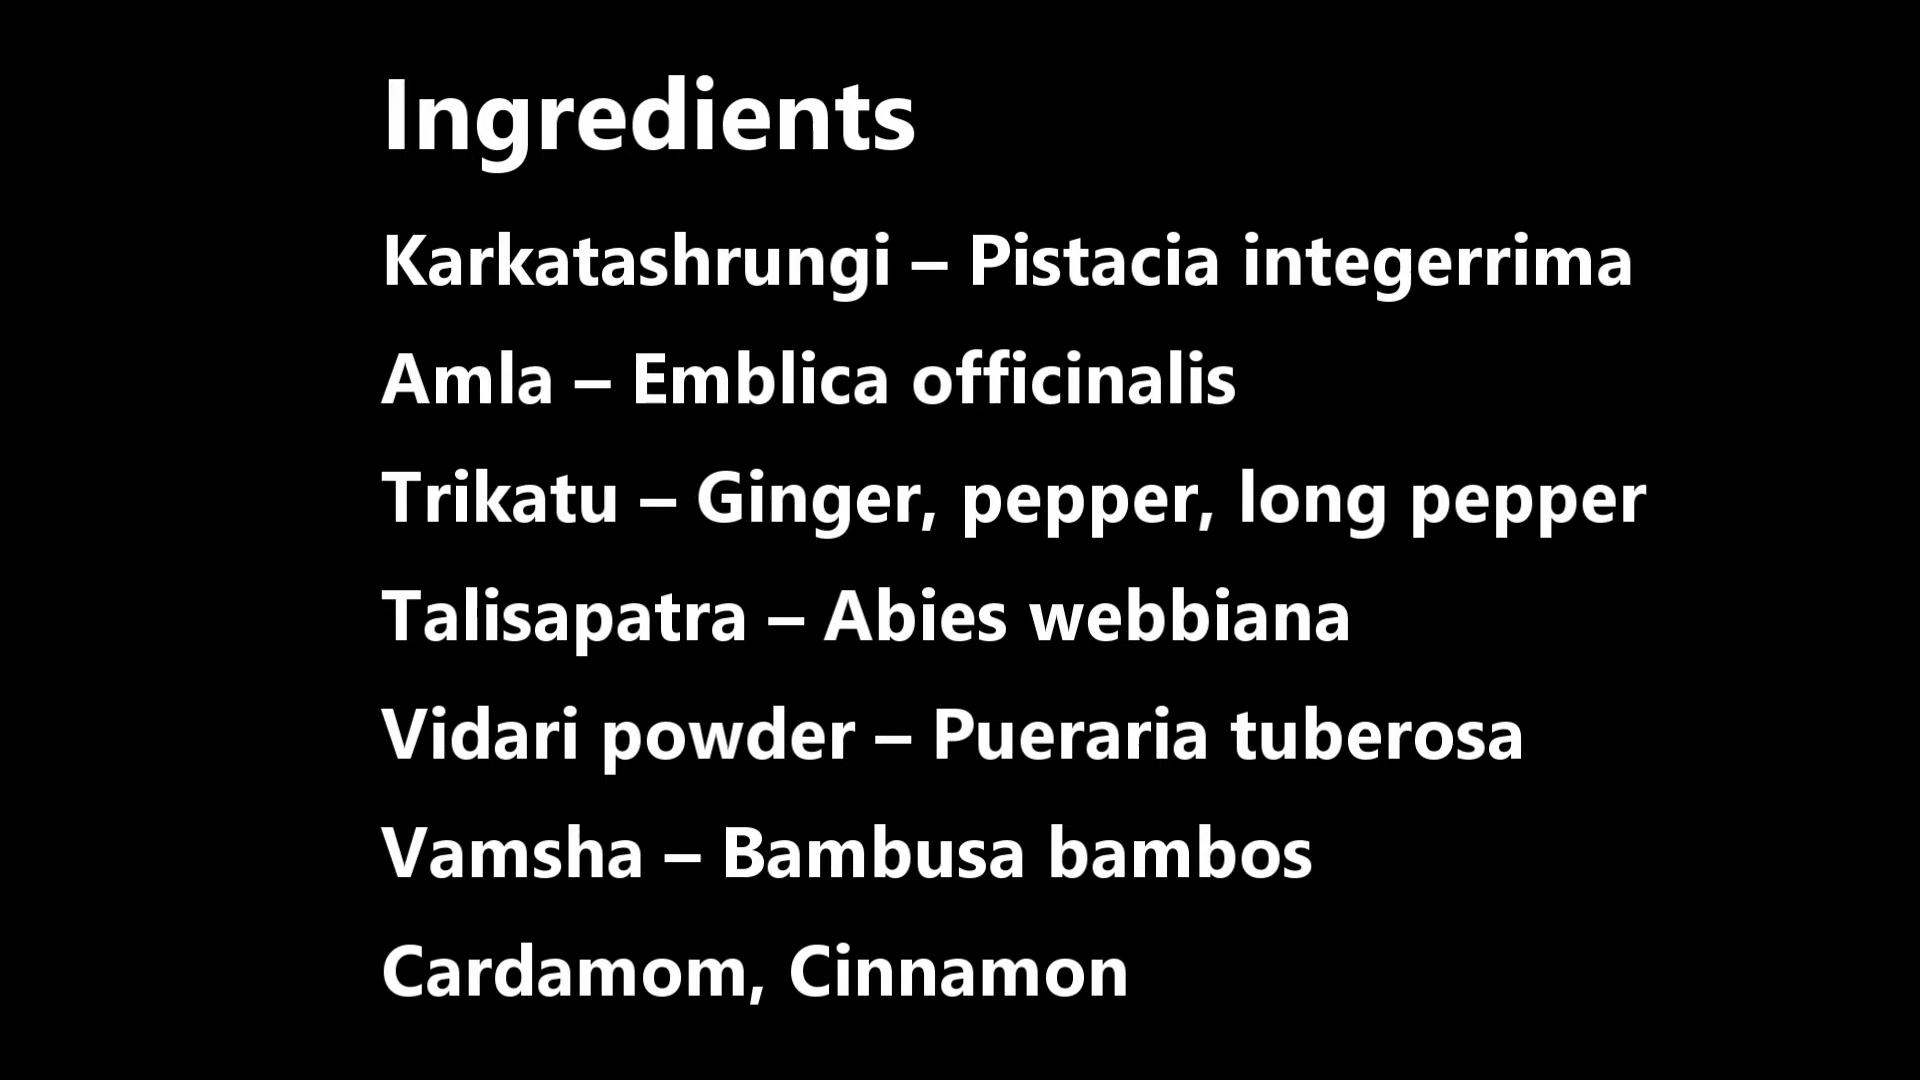 Ingredients
Karkatashrungi – Pistacia integerrima
Amla – Emblica officinalis
Trikatu – Ginger, pepper, long pepper
Talisapatra – Abies webbiana
Vidari powder – Pueraria tuberosa
Vamsha – Bambusa bambos
Cardamom, Cinnamon